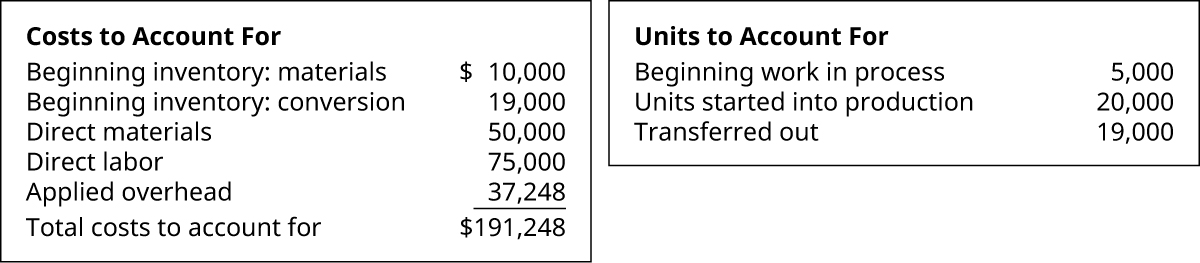 Costs to Account For
Beginning inventory: materials $ 10,000
Beginning inventory: conversion 19,000
Direct materials 50,000
Direct labor 75,000
Applied overhead 37,248
Total costs to account for $191,248
Units to Account For
Beginning work in process 5,000
Units started into production 20,000
Transferred out 19,000